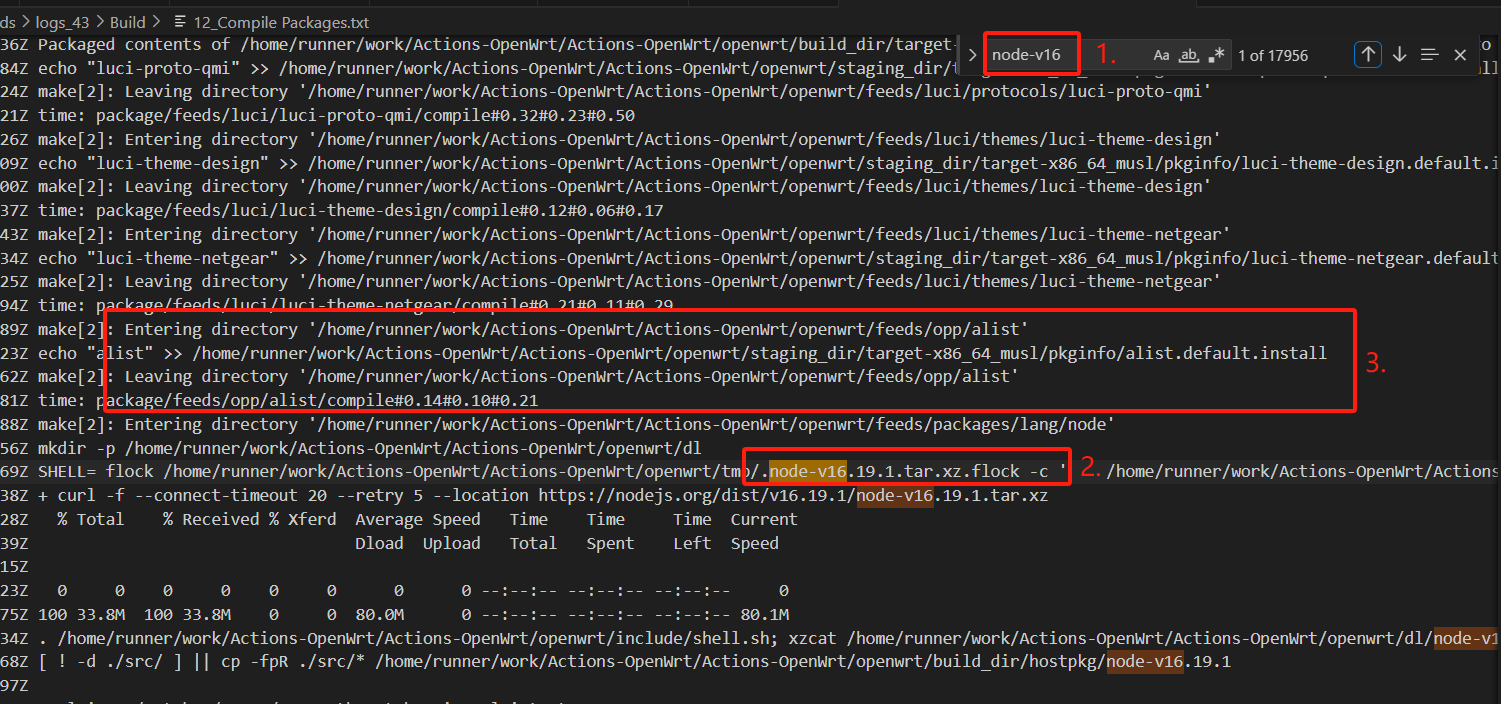 ds > logs_43 > Build > 12_Compile Packages.txt
node-v16 1. Aa ab .* 1 of 17956
36Z Packaged contents of /home/runner/work/Actions-OpenWrt/Actions-OpenWrt/openwrt/build_dir/target-
84Z echo "luci-proto-qmi" >> /home/runner/work/Actions-OpenWrt/Actions-OpenWrt/openwrt/staging_dir/
24Z make[2]: Leaving directory '/home/runner/work/Actions-OpenWrt/Actions-OpenWrt/openwrt/feeds/luci/protocols/luci-proto-qmi'
21Z time: package/feeds/luci/luci-proto-qmi/compile#0.32#0.23#0.50
26Z make[2]: Entering directory '/home/runner/work/Actions-OpenWrt/Actions-OpenWrt/openwrt/feeds/luci/themes/luci-theme-design'
09Z echo "luci-theme-design" >> /home/runner/work/Actions-OpenWrt/Actions-OpenWrt/openwrt/staging_dir/target-x86_64_musl/pkginfo/luci-theme-design.default.i
00Z make[2]: Leaving directory '/home/runner/work/Actions-OpenWrt/Actions-OpenWrt/openwrt/feeds/luci/themes/luci-theme-design'
37Z time: package/feeds/luci/luci-theme-design/compile#0.12#0.06#0.17
43Z make[2]: Entering directory '/home/runner/work/Actions-OpenWrt/Actions-OpenWrt/openwrt/feeds/luci/themes/luci-theme-netgear'
34Z echo "luci-theme-netgear" >> /home/runner/work/Actions-OpenWrt/Actions-OpenWrt/openwrt/staging_dir/target-x86_64_musl/pkginfo/luci-theme-netgear.default
25Z make[2]: Leaving directory '/home/runner/work/Actions-OpenWrt/Actions-OpenWrt/openwrt/feeds/luci/themes/luci-theme-netgear'
94Z time: package/feeds/luci/luci-theme-netgear/compile#0.21#0.11#0.29
89Z make[2]: Entering directory '/home/runner/work/Actions-OpenWrt/Actions-OpenWrt/openwrt/feeds/opp/alist'
23Z echo "alist" >> /home/runner/work/Actions-OpenWrt/Actions-OpenWrt/openwrt/staging_dir/target-x86_64_musl/pkginfo/alist.default.install
3.
62Z make[2]: Leaving directory '/home/runner/work/Actions-OpenWrt/Actions-OpenWrt/openwrt/feeds/opp/alist'
81Z time: package/feeds/opp/alist/compile#0.14#0.10#0.21
88Z make[2]: Entering directory '/home/runner/work/Actions-OpenWrt/Actions-OpenWrt/openwrt/feeds/packages/lang/node'
56Z mkdir -p /home/runner/work/Actions-OpenWrt/Actions-OpenWrt/openwrt/dl
69Z SHELL= flock /home/runner/work/Actions-OpenWrt/Actions-OpenWrt/openwrt/tmp/.node-v16.19.1.tar.xz.flock -c ' 2. /home/runner/work/Actions-OpenWrt/Actions
38Z + curl -f --connect-timeout 20 --retry 5 --location https://nodejs.org/dist/v16.19.1/node-v16.19.1.tar.xz
28Z % Total % Received % Xferd Average Speed Time Time Time Current
39Z Dload Upload Total Spent Left Speed
15Z
23Z 0 0 0 0 0 0 0 0 --:--:-- --:--:-- --:--:-- 0
75Z 100 33.8M 100 33.8M 0 0 80.0M 0 --:--:-- --:--:-- --:--:-- 80.1M
34Z . /home/runner/work/Actions-OpenWrt/Actions-OpenWrt/openwrt/include/shell.sh; xzcat /home/runner/work/Actions-OpenWrt/Actions-OpenWrt/openwrt/dl/node-v1
68Z [ ! -d ./src/ ] || cp -fpR ./src/* /home/runner/work/Actions-OpenWrt/Actions-OpenWrt/openwrt/build_dir/hostpkg/node-v16.19.1
97Z